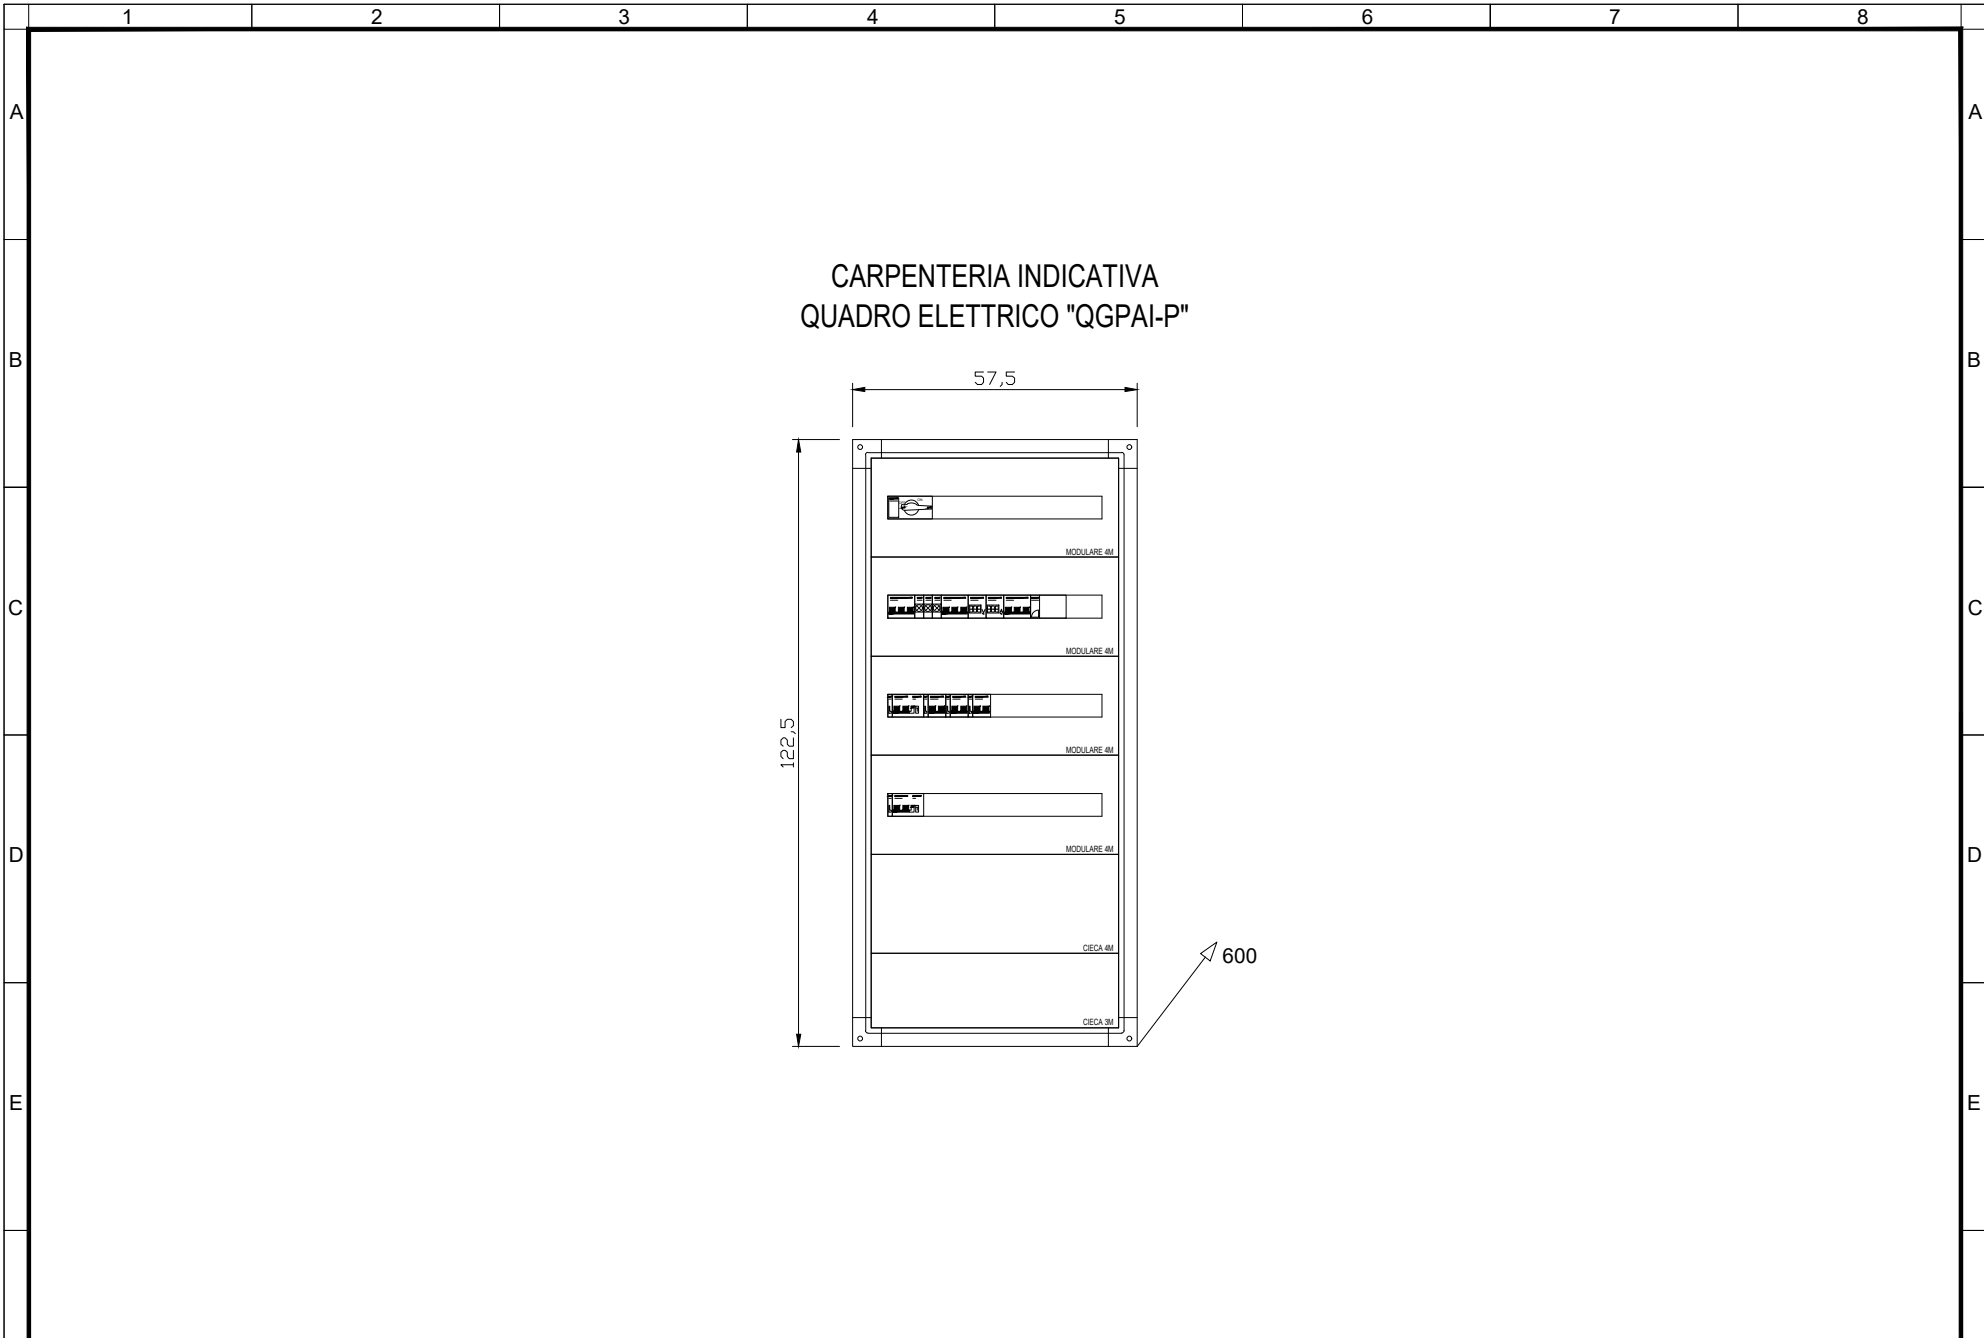 1 2 3 4 5 6 7 8
A A
CARPENTERIA INDICATIVA
QUADRO ELETTRICO "QGPAI-P"
B B
57,5
MODULARE 4M
C C
MODULARE 4M
122,5
MODULARE 4M
D D
MODULARE 4M
CIECA 4M
600
CIECA 3M
E E